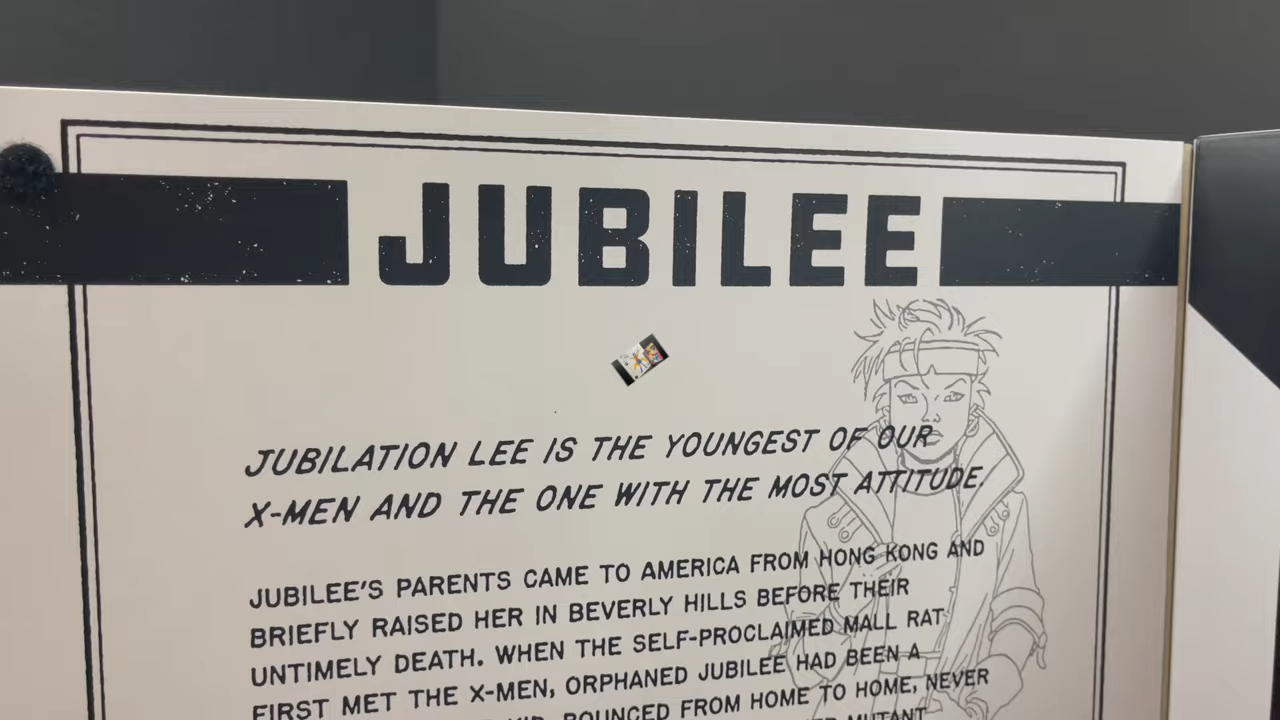 JUBILEE
JUBILATION LEE IS THE YOUNGEST OF OUR
X-MEN AND THE ONE WITH THE MOST ATTITUDE.
JUBILEE'S PARENTS CAME TO AMERICA FROM HONG KONG AND
BRIEFLY RAISED HER IN BEVERLY HILLS BEFORE THEIR
UNTIMELY DEATH. WHEN THE SELF-PROCLAIMED MALL RAT
FIRST MET THE X-MEN, ORPHANED JUBILEE HAD BEEN A
KID, BOUNCED FROM HOME TO HOME, NEVER
MUTANT